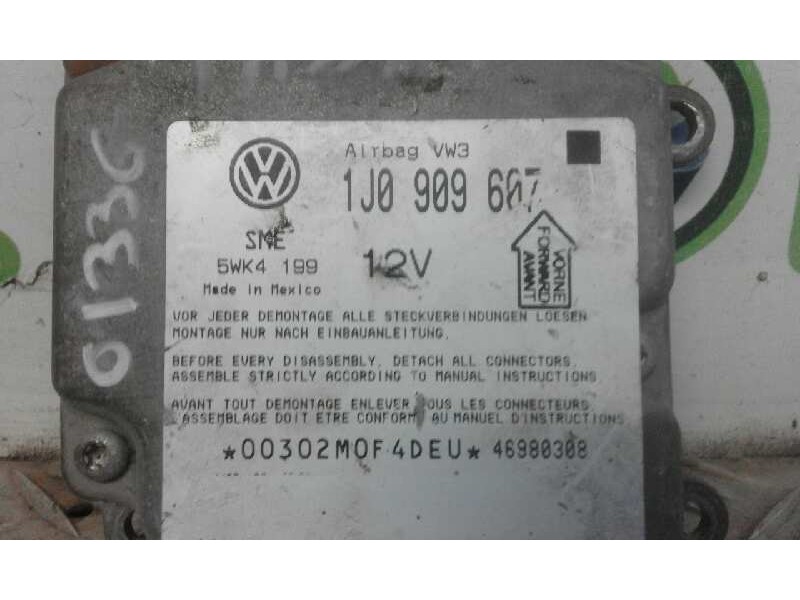 01336
Airbag VW3
1J0 909 607
SME
5WK4 199
12V
Made in Mexico
VORNE
FORWARD
AVANT
VOR JEDER DEMONTAGE ALLE STECKVERBINDUNGEN LOESEN
MONTAGE NUR NACH EINBAUANLEITUNG.
BEFORE EVERY DISASSEMBLY, DETACH ALL CONNECTORS.
ASSEMBLE STRICTLY ACCORDING TO MANUAL INSTRUCTIONS
AVANT TOUT DEMONTAGE ENLEVER TOUS LES CONNECTEURS
L'ASSEMBLAGE DOIT ETRE CONFORM AU MANUEL D'INSTRUCTIONS
*00302M0F4DEU* 46980308